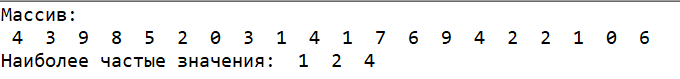 Массив:
4 3 9 8 5 2 0 3 1 4 1 7 6 9 4 2 2 1 0 6
Наиболее частые значения: 1 2 4